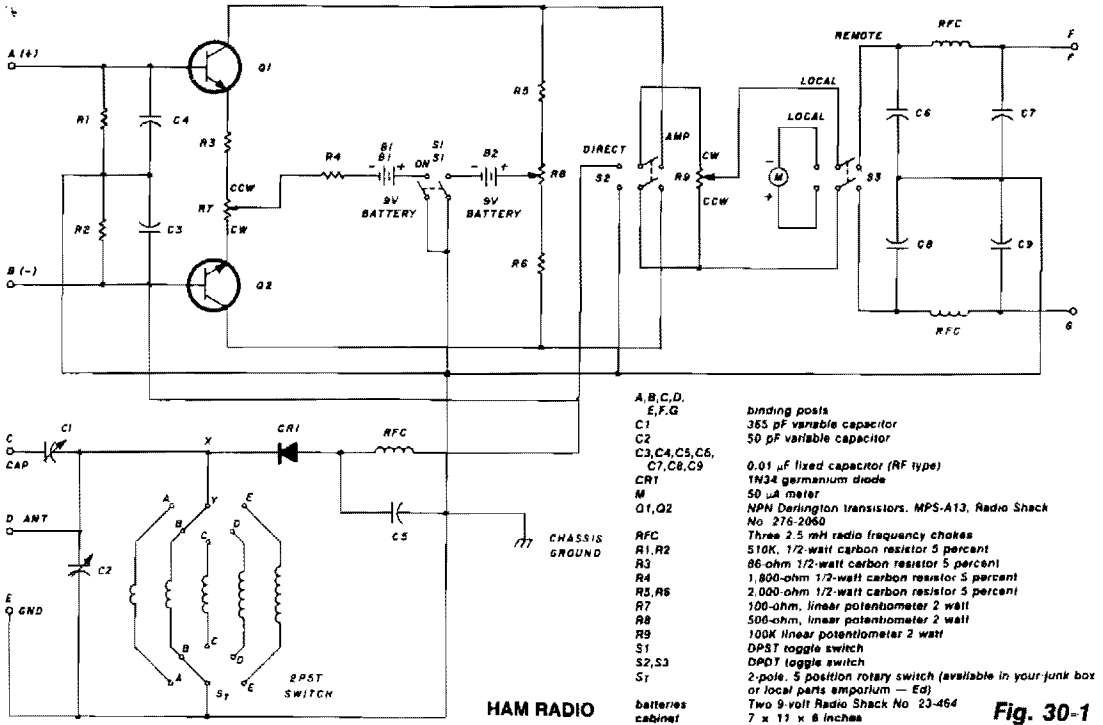 A (+)
Q1
R1
C4
R3
R5
REMOTE
RFC
F
F
LOCAL
LOCAL
C6
C7
AMP
DIRECT
S2
CW
R9
CCW
M
-
+
S3
R4
B1
B1
- +
9V
BATTERY
ON
S1
S1
B2
- +
9V
BATTERY
R8
CCW
R7
CW
R2
C3
R6
C8
C9
B (-)
Q2
RFC
G
C
CAP
C1
X
CR1
RFC
D ANT
C2
E
GND
A
Y
E
B
D
C
C
B
D
A
S₁
E
2P5T
SWITCH
C5
CHASSIS
GROUND
A,B,C,D,
E,F,G binding posts
C1 365 pF variable capacitor
C2 50 pF variable capacitor
C3,C4,C5,C6,
C7,C8,C9 0.01 µF fixed capacitor (RF type)
CR1 1N34 germanium diode
M 50 µA meter
Q1,Q2 NPN Darlington transistors, MPS-A13, Radio Shack
No. 276-2060
RFC Three 2.5 mH radio frequency chokes
R1,R2 510K, 1/2-watt carbon resistor 5 percent
R3 86-ohm 1/2-watt carbon resistor 5 percent
R4 1,800-ohm 1/2-watt carbon resistor 5 percent
R5,R6 2,000-ohm 1/2-watt carbon resistor 5 percent
R7 100-ohm, linear potentiometer 2 watt
R8 500-ohm, linear potentiometer 2 watt
R9 100K linear potentiometer 2 watt
S1 DPST toggle switch
S2,S3 DPDT toggle switch
S₁ 2-pole, 5 position rotary switch (available in your junk box
or local parts emporium — Ed)
batteries Two 9-volt Radio Shack No. 23-464
cabinet 7 x 11 x 6 inches
HAM RADIO
Fig. 30-1